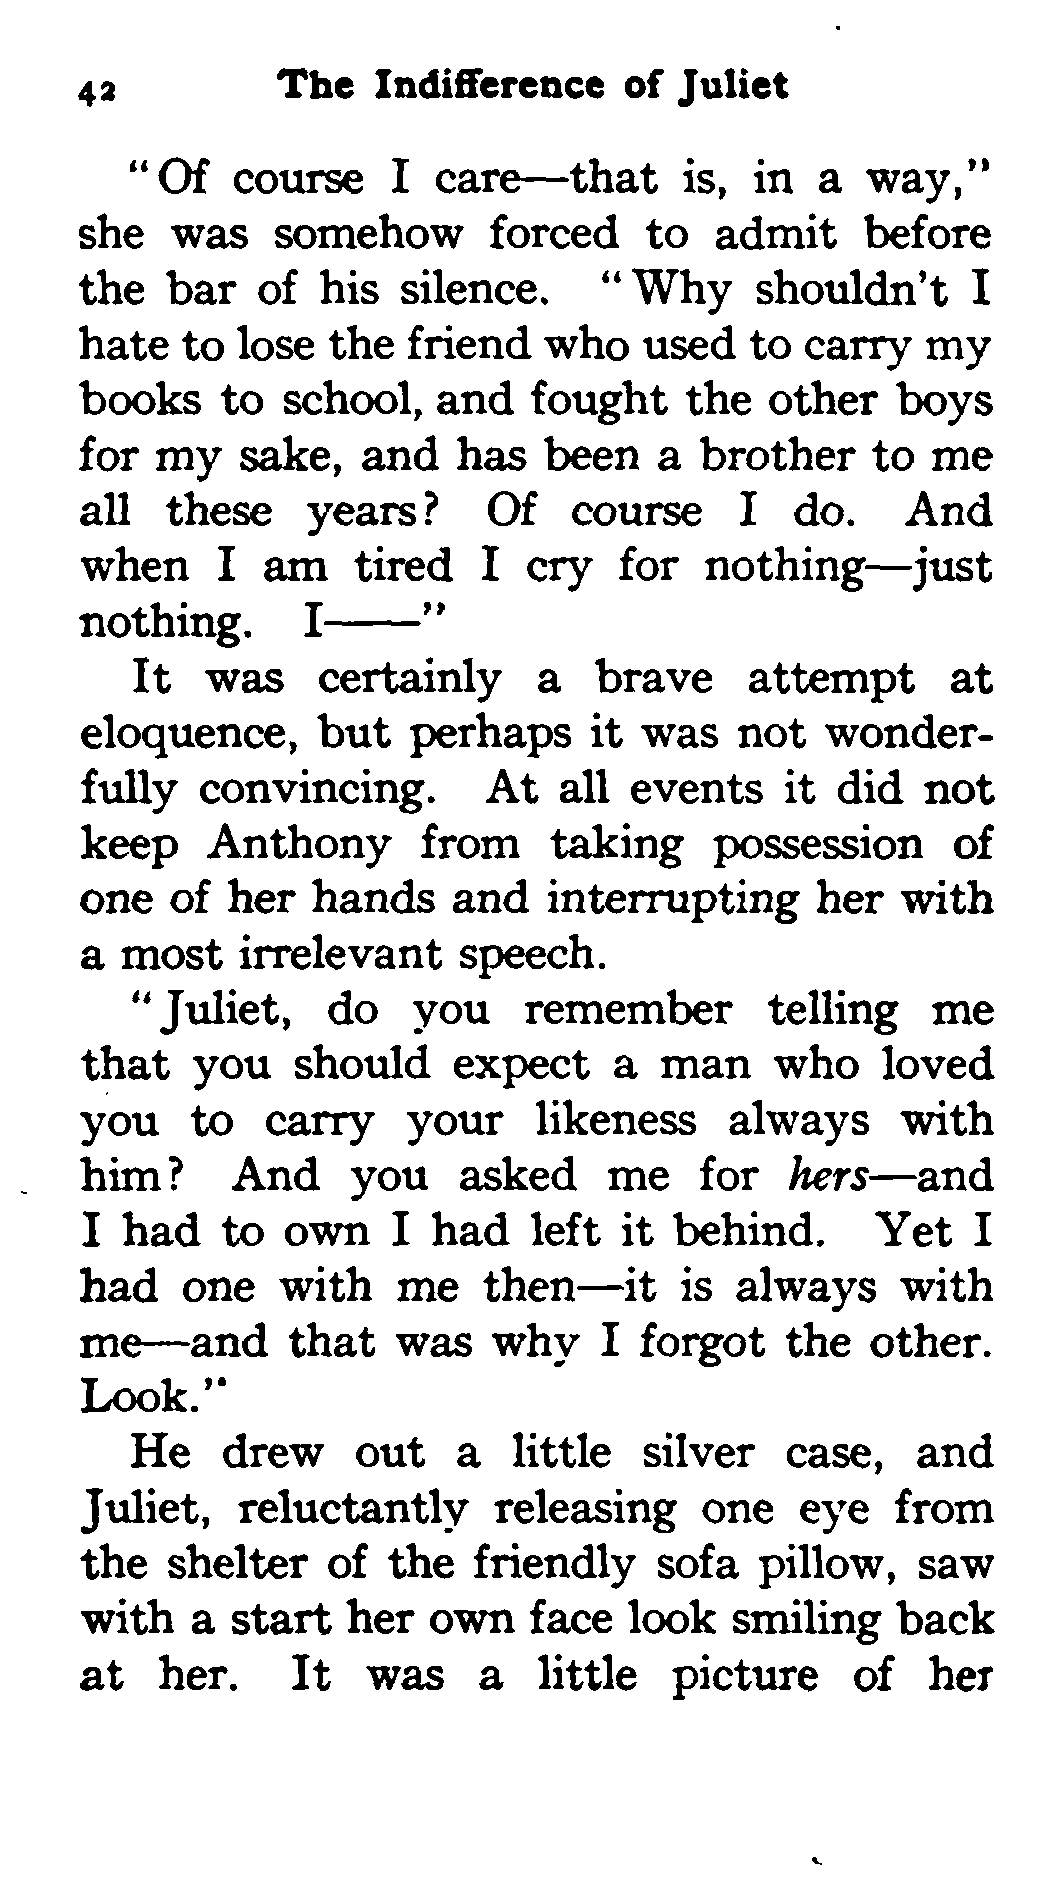 42 The Indifference of Juliet
"Of course I care—that is, in a way,"
she was somehow forced to admit before
the bar of his silence. "Why shouldn't I
hate to lose the friend who used to carry my
books to school, and fought the other boys
for my sake, and has been a brother to me
all these years? Of course I do. And
when I am tired I cry for nothing—just
nothing. I——"
It was certainly a brave attempt at
eloquence, but perhaps it was not wonder-
fully convincing. At all events it did not
keep Anthony from taking possession of
one of her hands and interrupting her with
a most irrelevant speech.
"Juliet, do you remember telling me
that you should expect a man who loved
you to carry your likeness always with
him? And you asked me for hers—and
I had to own I had left it behind. Yet I
had one with me then—it is always with
me—and that was why I forgot the other.
Look."
He drew out a little silver case, and
Juliet, reluctantly releasing one eye from
the shelter of the friendly sofa pillow, saw
with a start her own face look smiling back
at her. It was a little picture of her